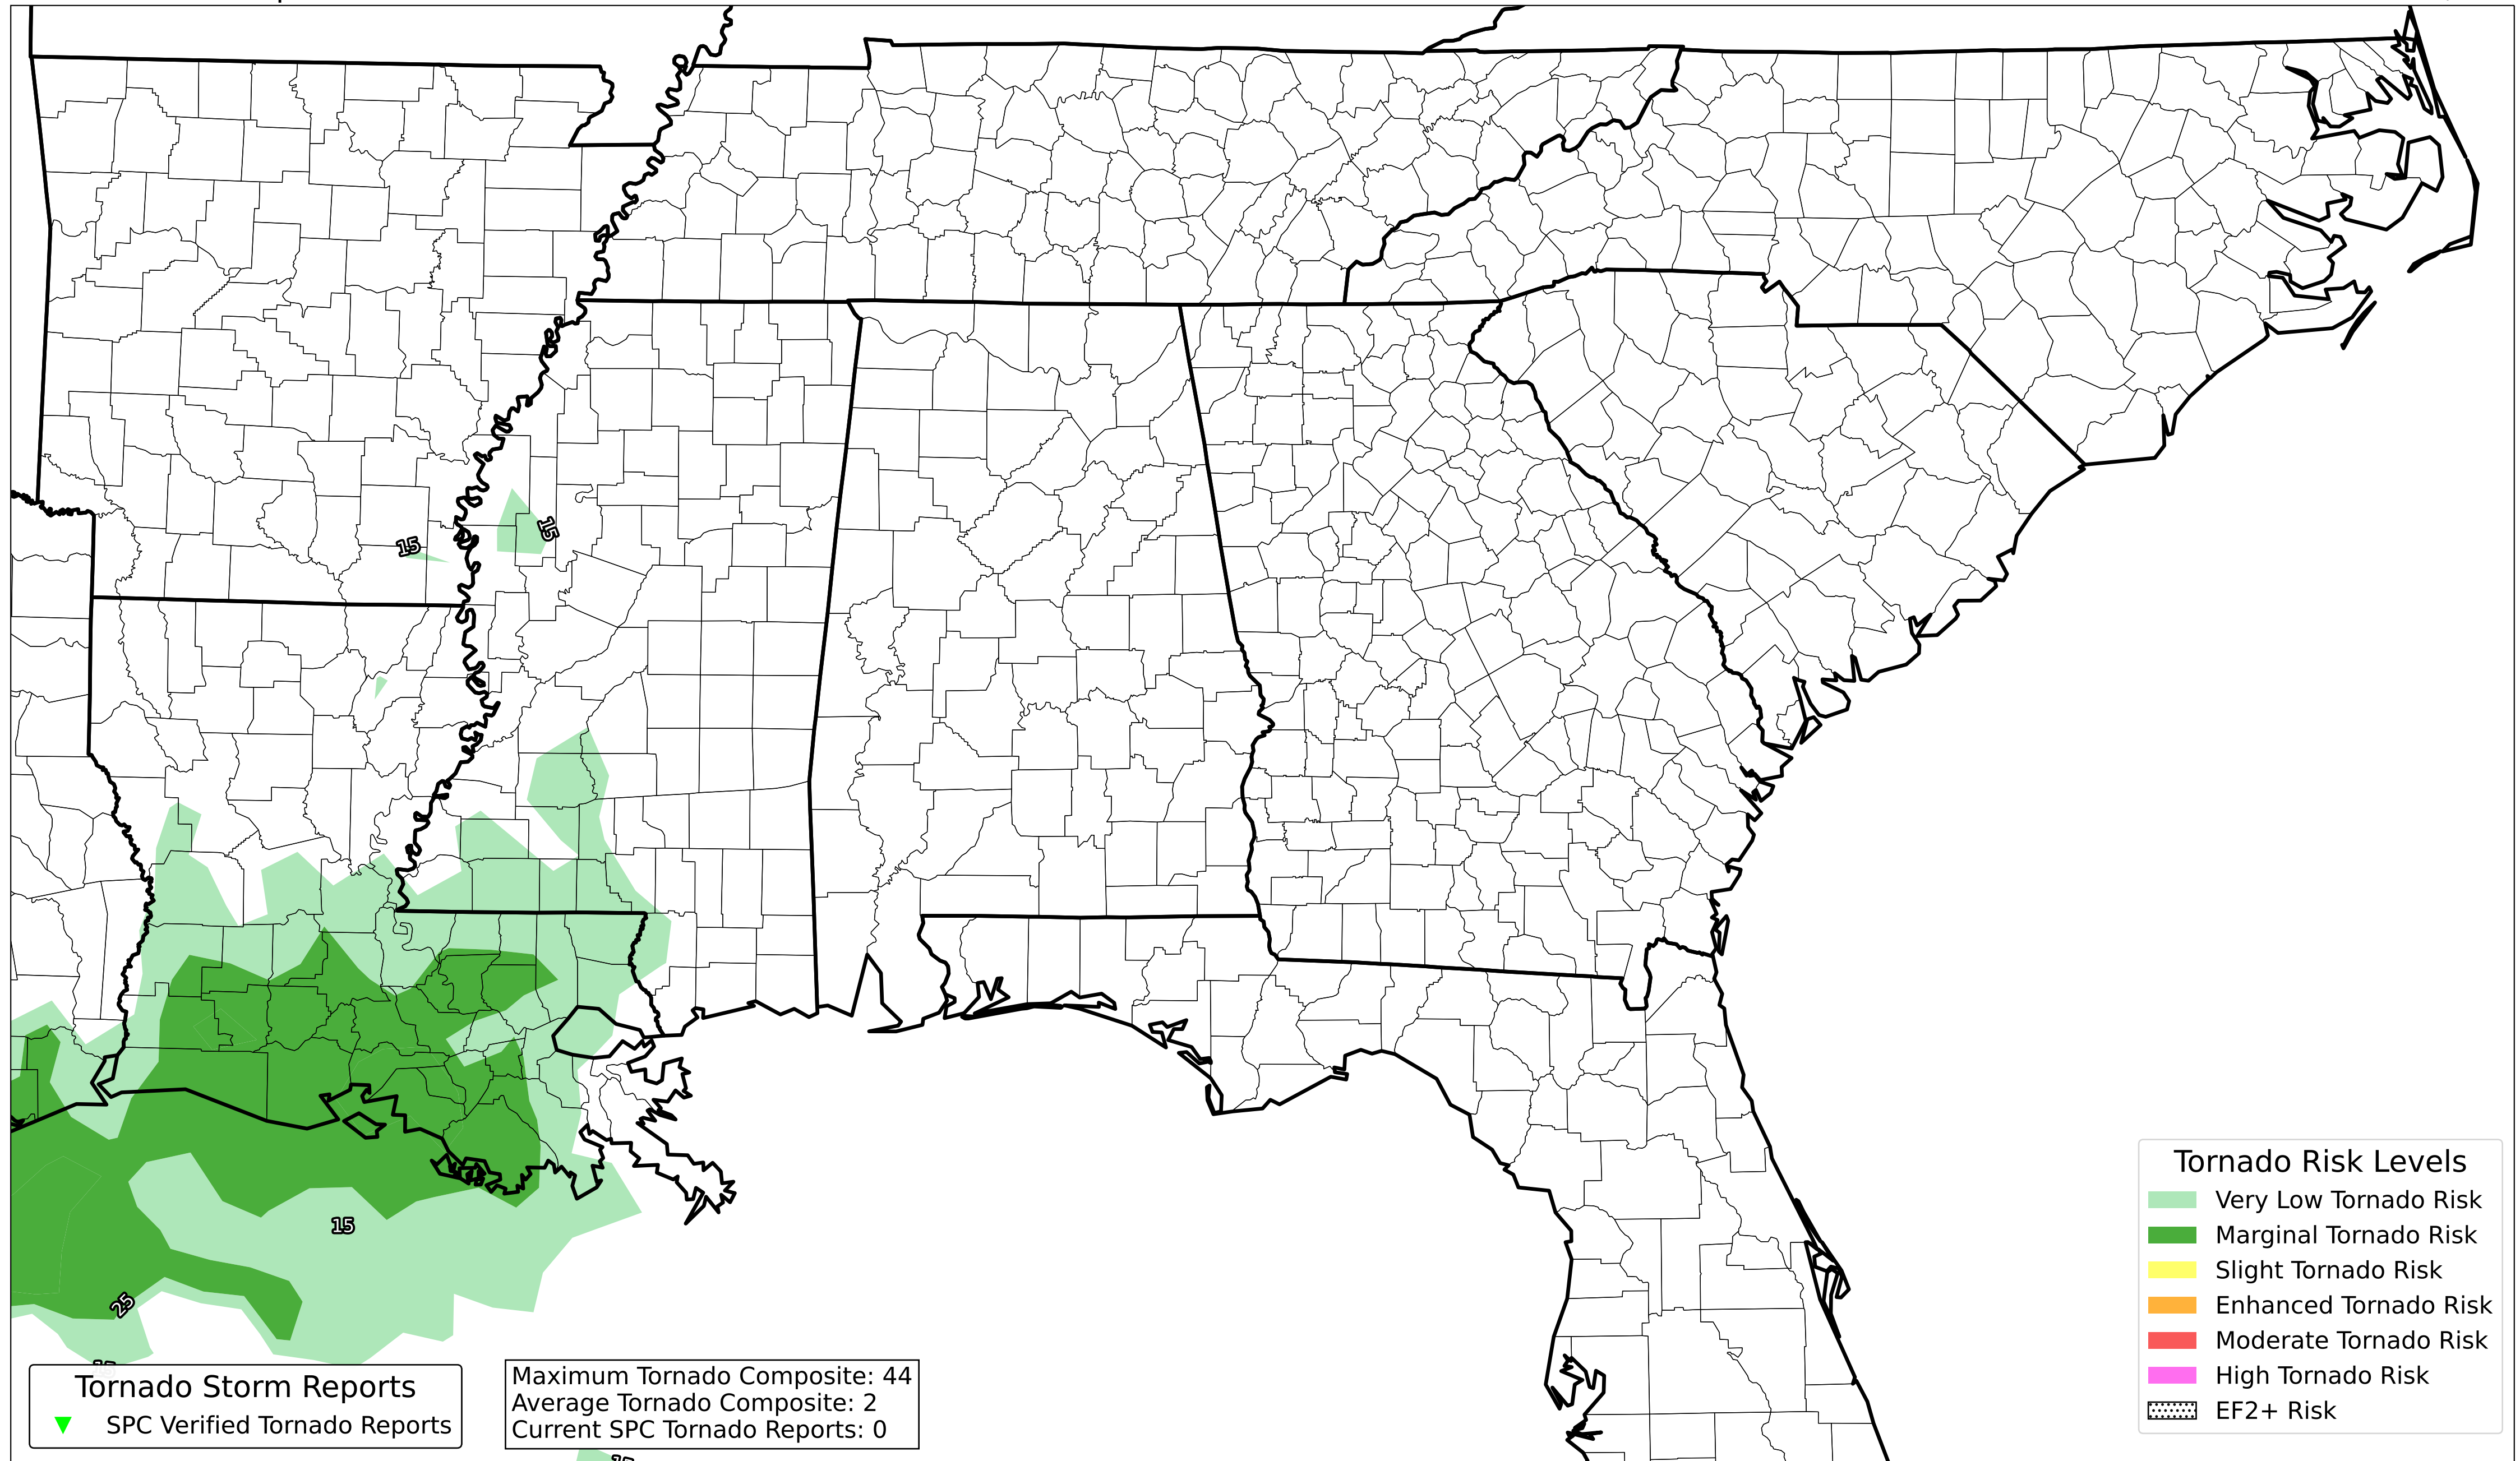 15
15
15
25
Tornado Storm Reports
SPC Verified Tornado Reports
Maximum Tornado Composite: 44
Average Tornado Composite: 2
Current SPC Tornado Reports: 0
Tornado Risk Levels
Very Low Tornado Risk
Marginal Tornado Risk
Slight Tornado Risk
Enhanced Tornado Risk
Moderate Tornado Risk
High Tornado Risk
EF2+ Risk